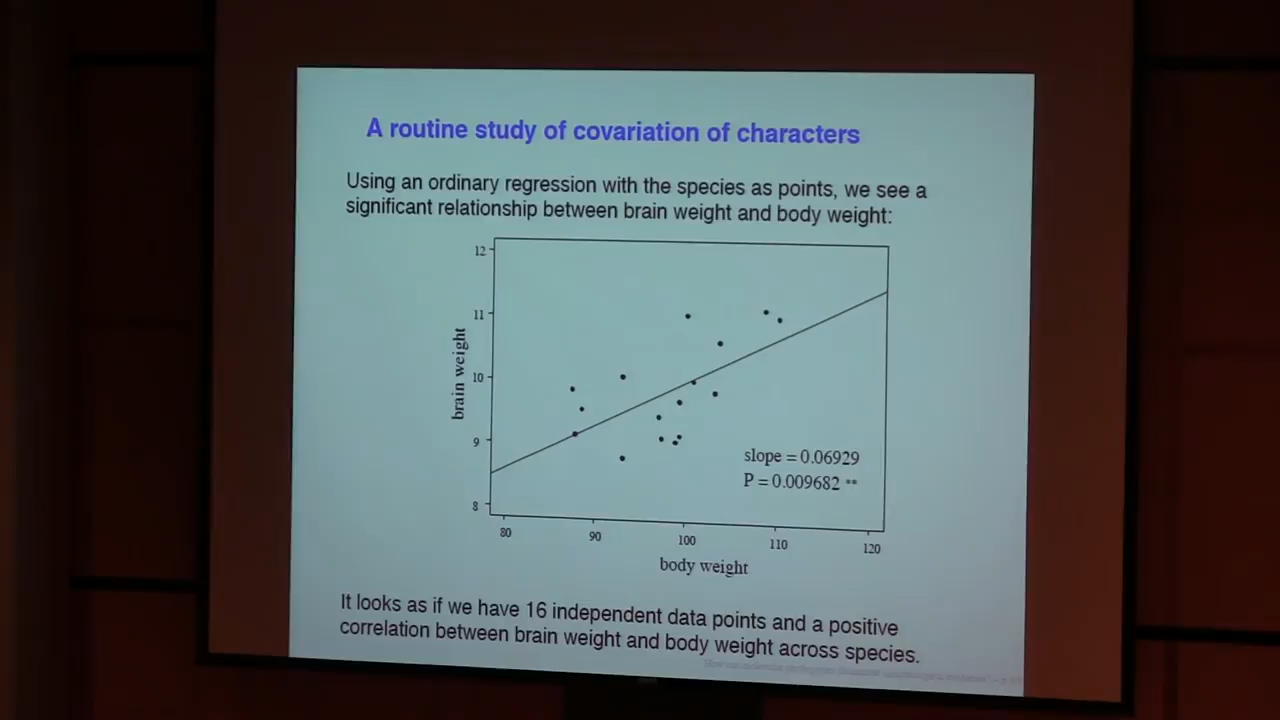 A routine study of covariation of characters
Using an ordinary regression with the species as points, we see a
significant relationship between brain weight and body weight:
12
11
10
9
8
brain weight
slope = 0.06929
P = 0.009682 **
80 90 100 110 120
body weight
It looks as if we have 16 independent data points and a positive
correlation between brain weight and body weight across species.